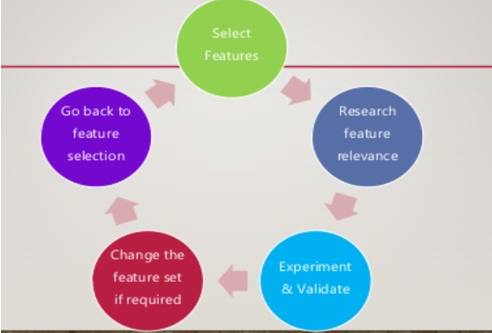 Select
Features
Research
feature
relevance
Experiment
& Validate
Change the
feature set
if required
Go back to
feature
selection